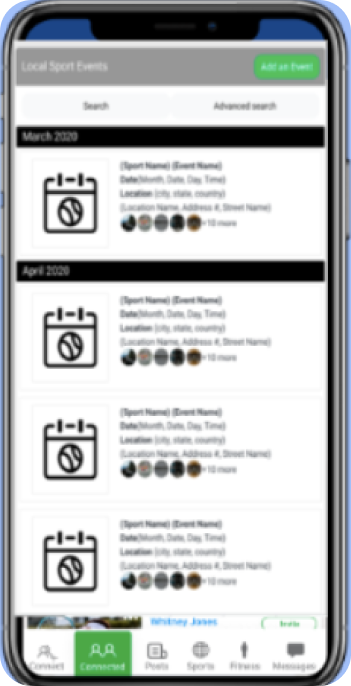 Local Sport Events
Add an Event
Search
Advanced search
March 2020
(Sport Name) (Event Name)
Date(Month, Date, Day, Time)
Location (city, state, country)
(Location Name, Address #, Street Name)
+10 more
April 2020
(Sport Name) (Event Name)
Date(Month, Date, Day, Time)
Location (city, state, country)
(Location Name, Address #, Street Name)
+10 more
(Sport Name) (Event Name)
Date(Month, Date, Day, Time)
Location (city, state, country)
(Location Name, Address #, Street Name)
+10 more
(Sport Name) (Event Name)
Date(Month, Date, Day, Time)
Location (city, state, country)
(Location Name, Address #, Street Name)
+10 more
Whitney Janes
Invite
Connect
Connected
Posts
Sports
Fitness
Messages